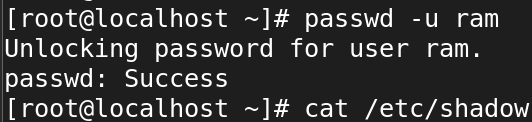 [root@localhost ~]# passwd -u ram
Unlocking password for user ram.
passwd: Success
[root@localhost ~]# cat /etc/shadow